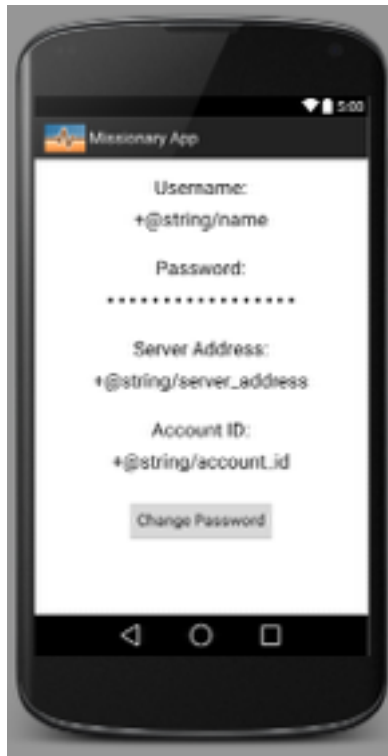 5:00
Missionary App
Username:
+@string/name
Password:
•••••••••••••••••
Server Address:
+@string/server_address
Account ID:
+@string/account_id
Change Password